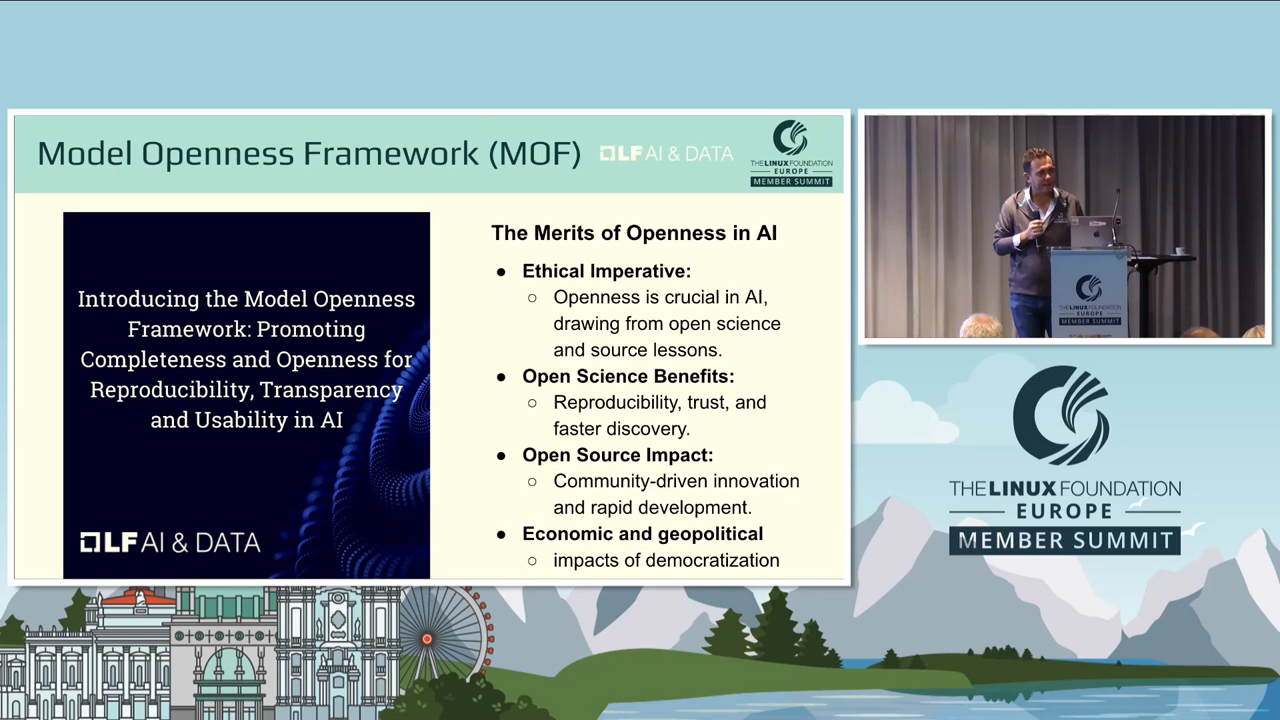 Model Openness Framework (MOF)
LF AI & DATA
THE LINUX FOUNDATION
EUROPE
MEMBER SUMMIT
Introducing the Model Openness
Framework: Promoting
Completeness and Openness for
Reproducibility, Transparency
and Usability in AI
LF AI & DATA
The Merits of Openness in AI
● Ethical Imperative:
○ Openness is crucial in AI,
drawing from open science
and source lessons.
● Open Science Benefits:
○ Reproducibility, trust, and
faster discovery.
● Open Source Impact:
○ Community-driven innovation
and rapid development.
● Economic and geopolitical
○ impacts of democratization
THE LINUX FOUNDATION
EUROPE
MEMBER SUMMIT
THE LINUX FOUNDATION
EUROPE
MEMBER SUMMIT